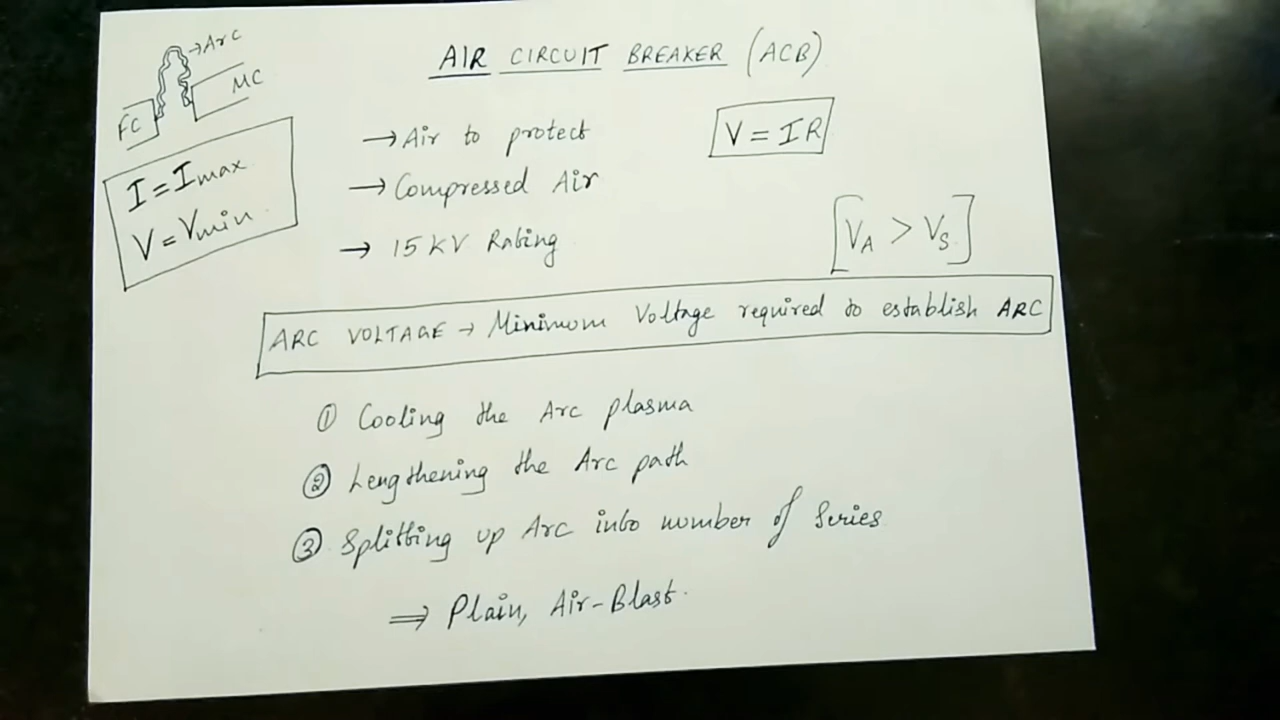 AIR CIRCUIT BREAKER (ACB)
→ Arc
MC
FC
I = Imax
V = Vmin
→ Air to protect
→ Compressed Air
→ 15 kV Rating
V = IR
[VA > VS]
ARC VOLTAGE → Minimum Voltage required to establish ARC
① Cooling the Arc plasma
② Lengthening the Arc path
③ Splitting up Arc into number of Series
⇒ Plain, Air-Blast.